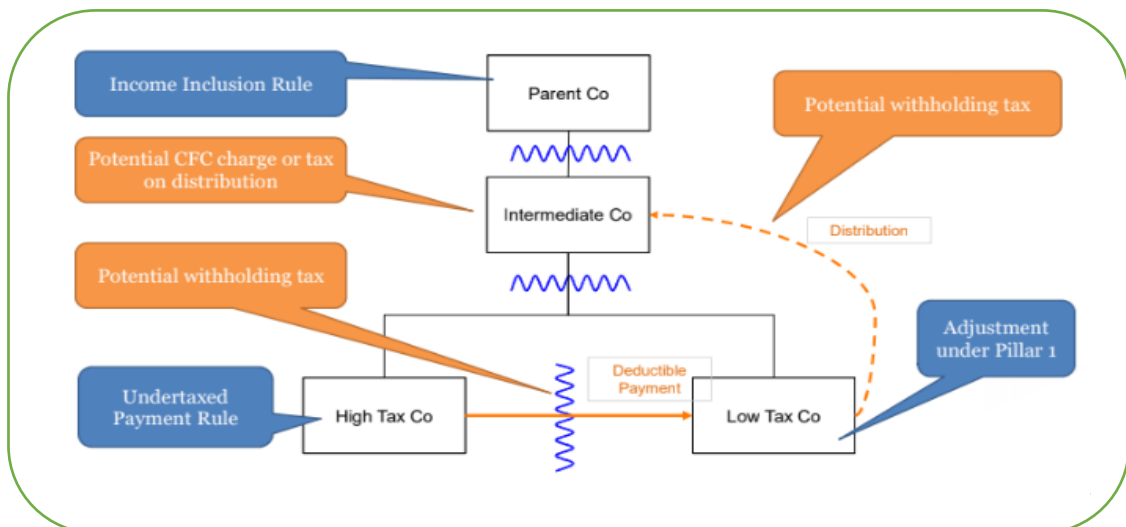 Income Inclusion Rule
Parent Co
Potential withholding tax
Potential CFC charge or tax
on distribution
Intermediate Co
Distribution
Potential withholding tax
Adjustment
under Pillar 1
Deductible
Payment
Undertaxed
Payment Rule
High Tax Co
Low Tax Co